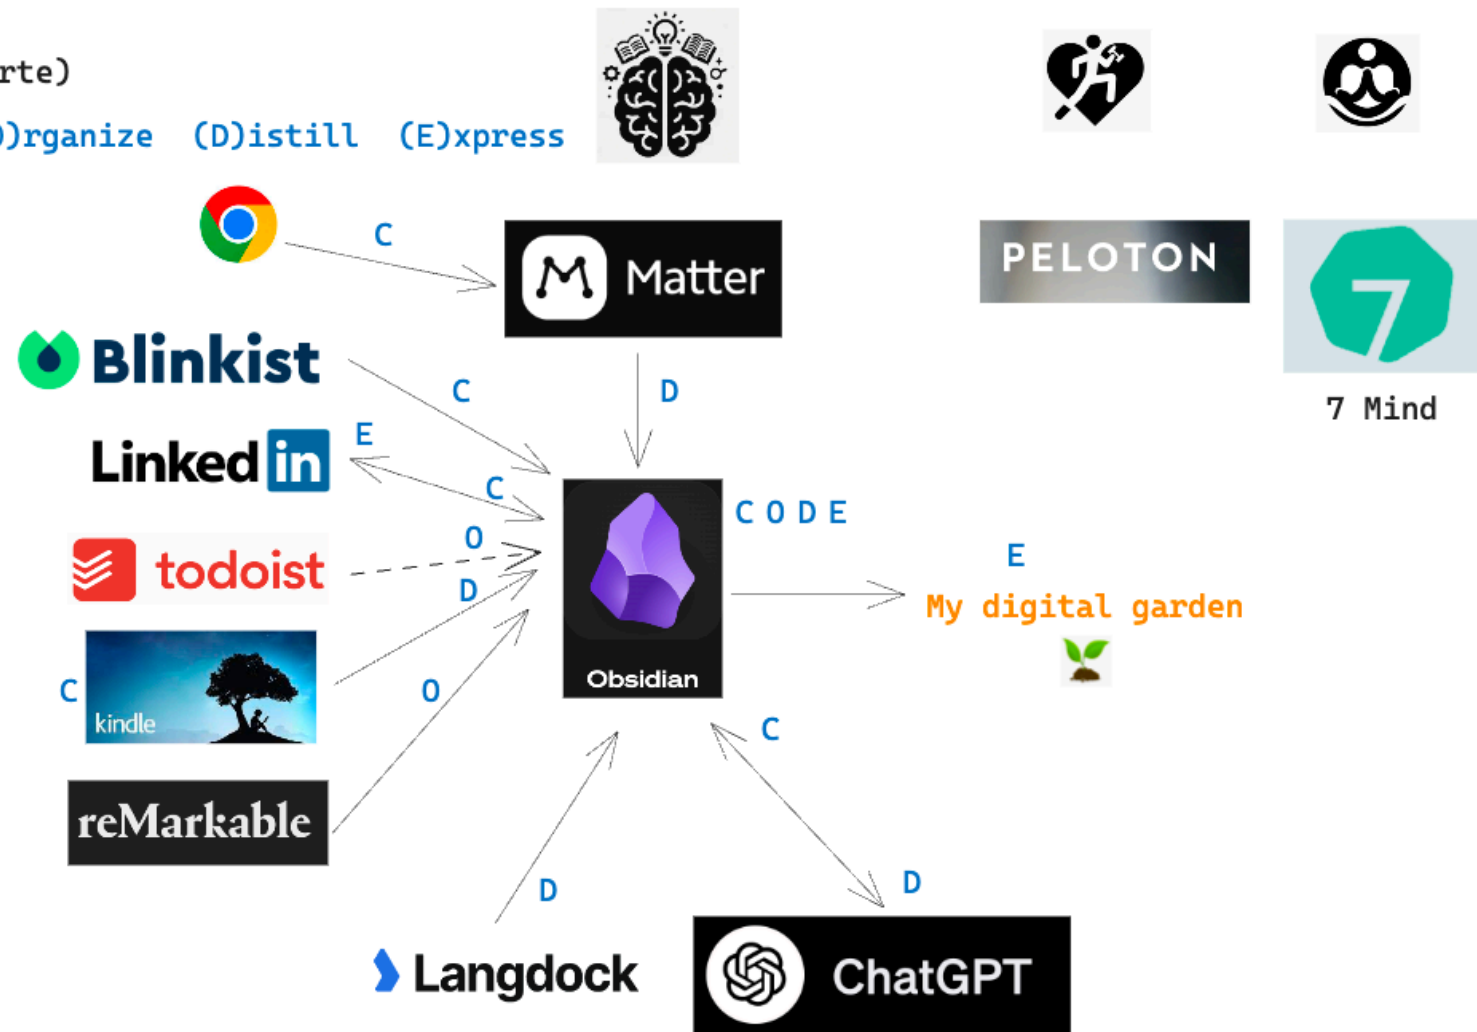 rte)
)rganize (D)istill (E)xpress
C
Matter
PELOTON
7
Blinkist
C
D
7 Mind
Linked in
E
C
C O D E
todoist
O
D
E
My digital garden
C
kindle
O
Obsidian
C
reMarkable
D
D
Langdock
ChatGPT